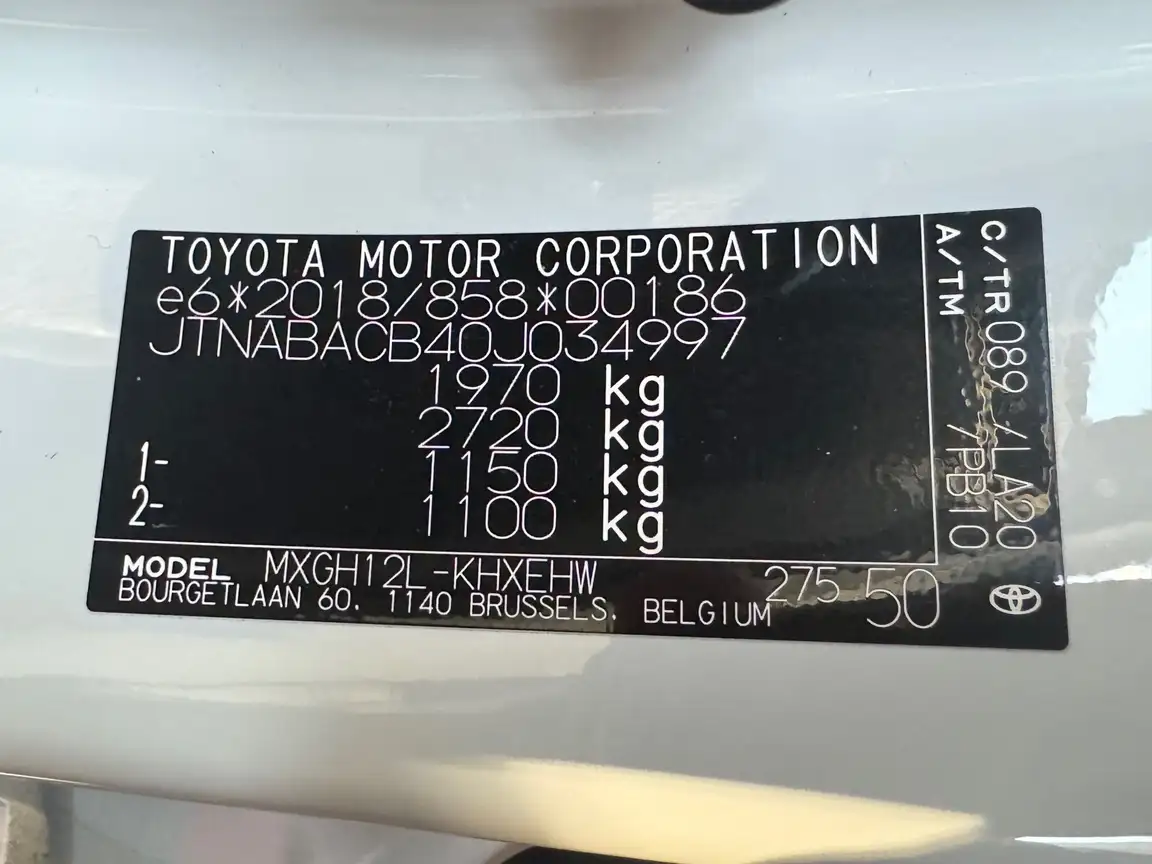 TOYOTA MOTOR CORPORATION
e6*2018/858*00186
JTNABACB40J034997
1970 kg
2720 kg
1- 1150 kg
2- 1100 kg
MODEL MXGH12L-KHXEHW 275 50
BOURGETLAAN 60. 1140 BRUSSELS. BELGIUM
C/TR 089 /LA20
A/TM /PB10